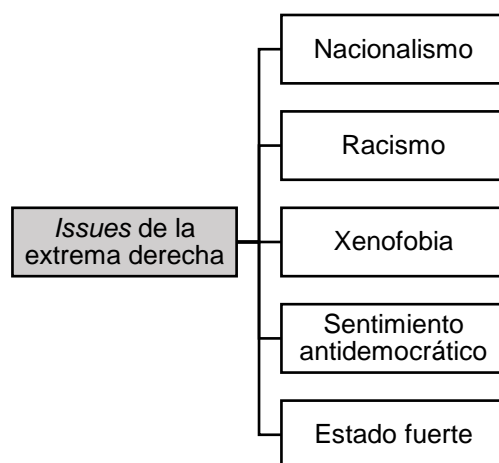 Nacionalismo
Racismo
Issues de la
extrema derecha
Xenofobia
Sentimiento
antidemocrático
Estado fuerte